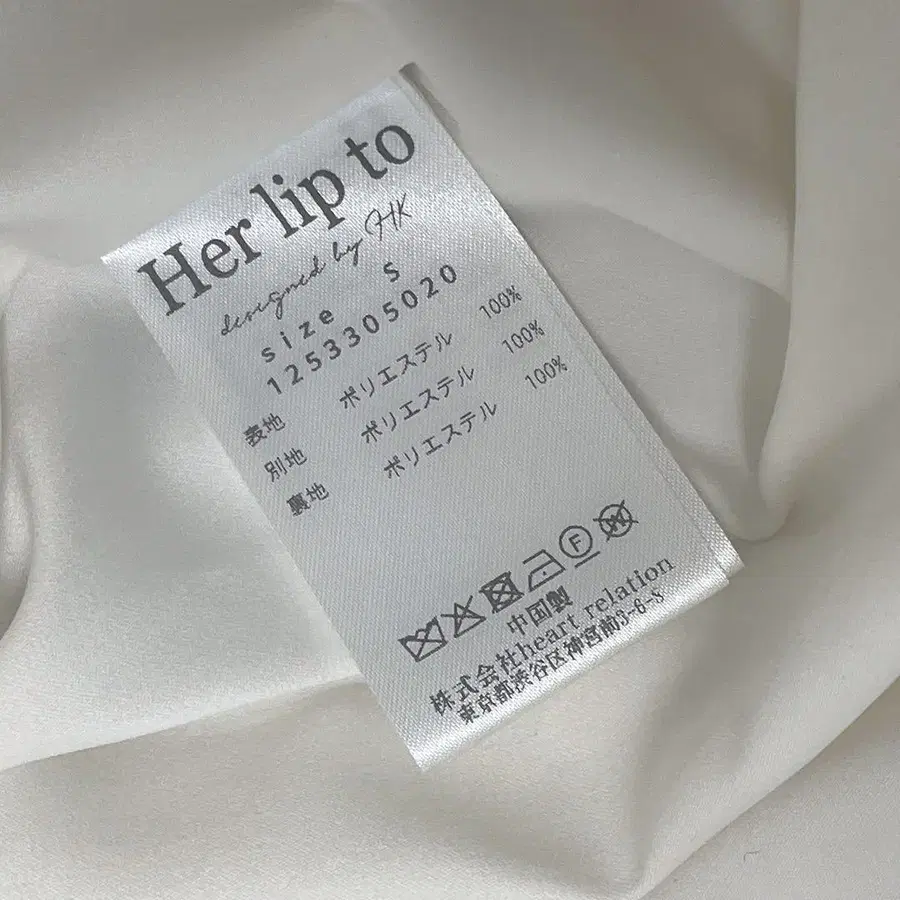 Her lip to
designed by HK
size S
1253305020
表地 ポリエステル 100%
別地 ポリエステル 100%
裏地 ポリエステル 100%
F W
中国製
株式会社heart relation
東京都渋谷区神宮前3-6-8